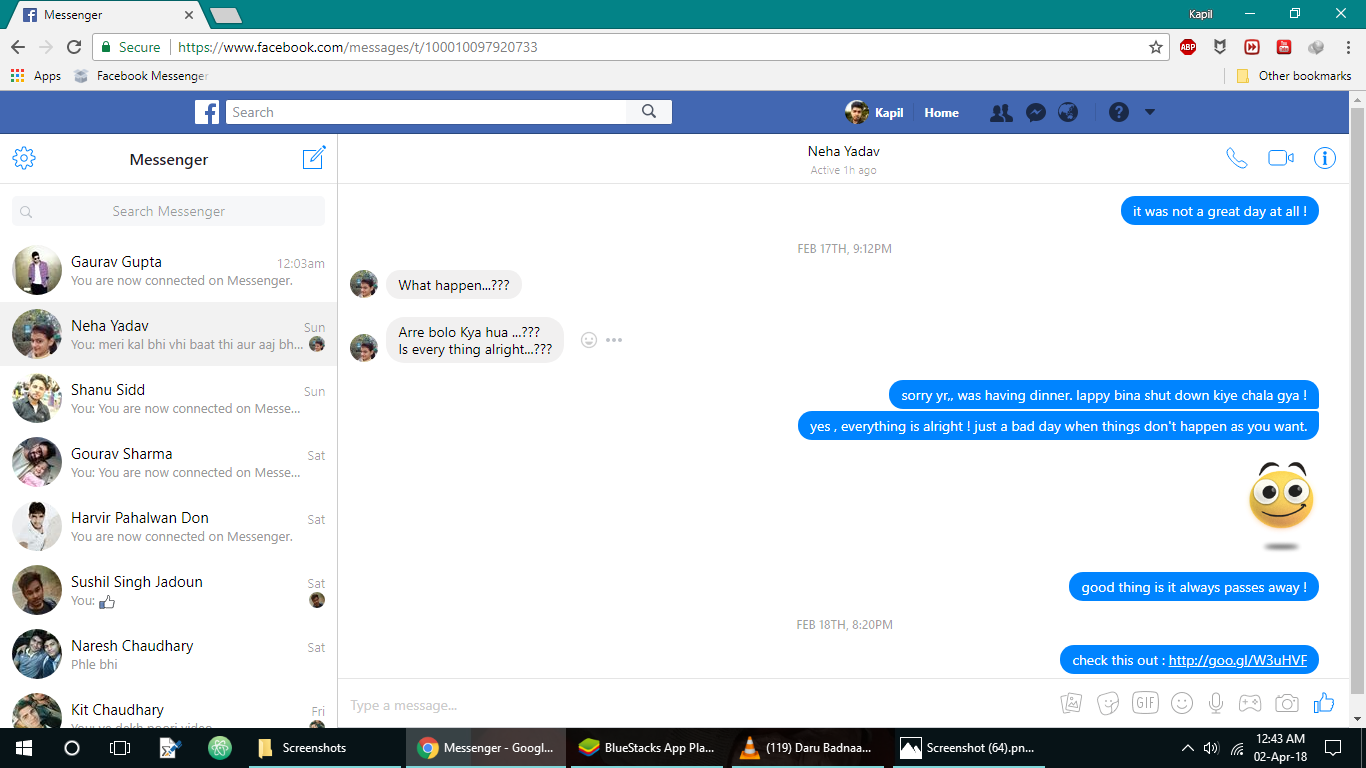 Messenger
Kapil
Secure
https://www.facebook.com/messages/t/100010097920733
ABP
Apps
Facebook Messenger
Other bookmarks
Search
Kapil
Home
Messenger
Search Messenger
Gaurav Gupta
12:03am
You are now connected on Messenger.
Neha Yadav
Sun
You: meri kal bhi vhi baat thi aur aaj bh...
Shanu Sidd
Sun
You: You are now connected on Messe...
Gourav Sharma
Sat
You: You are now connected on Messe...
Harvir Pahalwan Don
Sat
You are now connected on Messenger.
Sushil Singh Jadoun
Sat
You:
Naresh Chaudhary
Sat
Phle bhi
Kit Chaudhary
Fri
Neha Yadav
Active 1h ago
it was not a great day at all !
FEB 17TH, 9:12PM
What happen...???
Arre bolo Kya hua ...???
Is every thing alright...???
sorry yr,, was having dinner. lappy bina shut down kiye chala gya !
yes , everything is alright ! just a bad day when things don't happen as you want.
good thing is it always passes away !
FEB 18TH, 8:20PM
check this out : http://goo.gl/W3uHVF
Type a message...
GIF
Screenshots
Messenger - Googl...
BlueStacks App Pla...
(119) Daru Badnaa...
Screenshot (64).pn...
12:43 AM
02-Apr-18